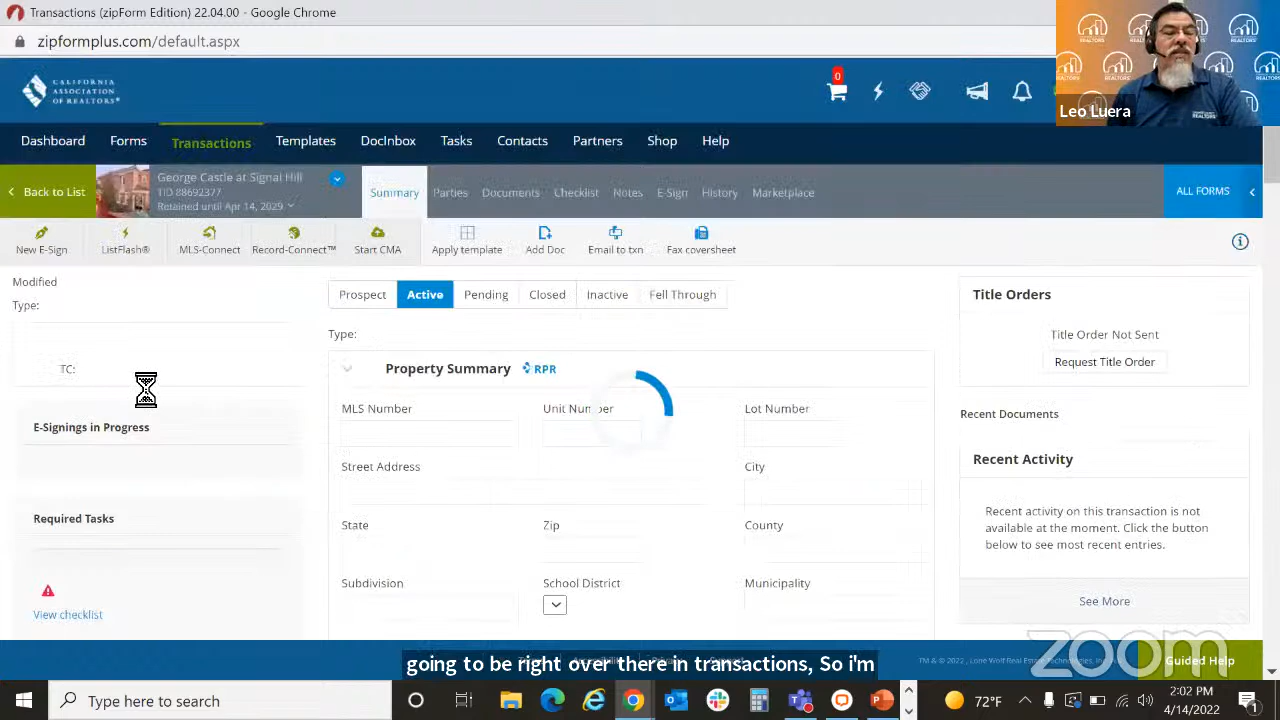 Transactions (zipForm Edition) 22.04.00 - Google Chrome
zipformplus.com/default.aspx
CALIFORNIA
ASSOCIATION
OF REALTORS®
0
Leo Luera
Dashboard Forms Transactions Templates DocInbox Tasks Contacts Partners Shop Help
Back to List
George Castle at Signal Hill
TID 88692377
Retained until Apr 14, 2029
Summary Parties Documents Checklist Notes E-Sign History Marketplace
ALL FORMS
New E-Sign ListFlash® MLS-Connect Record-Connect™ Start CMA Apply template Add Doc Email to txn Fax coversheet
Modified
Type:
TC:
E-Signings in Progress
Required Tasks
View checklist
Prospect Active Pending Closed Inactive Fell Through
Type:
Property Summary RPR
MLS Number Unit Number Lot Number
Street Address City
State Zip County
Subdivision School District Municipality
Title Orders
Title Order Not Sent
Request Title Order
Recent Documents
Recent Activity
Recent activity on this transaction is not
available at the moment. Click the button
below to see most recent entries.
See More
going to be right over there in transactions, So i'm
zoom
Guided Help
Type here to search
72°F
2:02 PM
4/14/2022
1